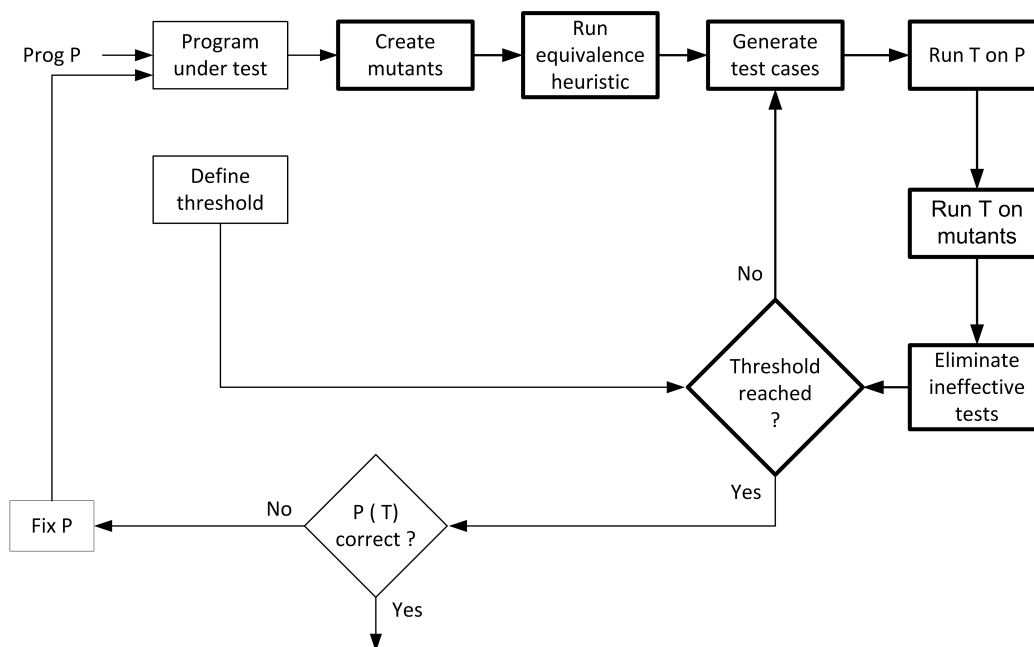 Prog P
Program
under test
Create
mutants
Run
equivalence
heuristic
Generate
test cases
Run T on P
Define
threshold
Run T on
mutants
No
Threshold
reached
?
Eliminate
ineffective
tests
Yes
Fix P
No
P ( T)
correct ?
Yes